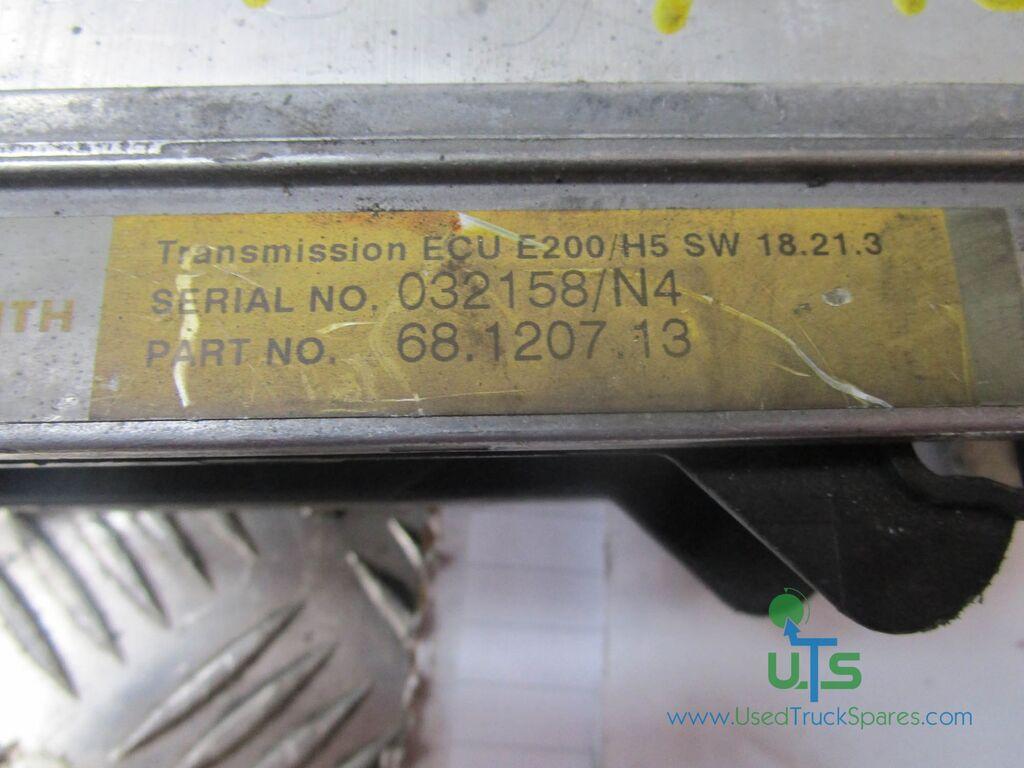 Transmission ECU E200/H5 SW 18.21.3
SERIAL NO. 032158/N4
ITH
PART NO. 68.1207.13
U.T.S
www.UsedTruckSpares.com